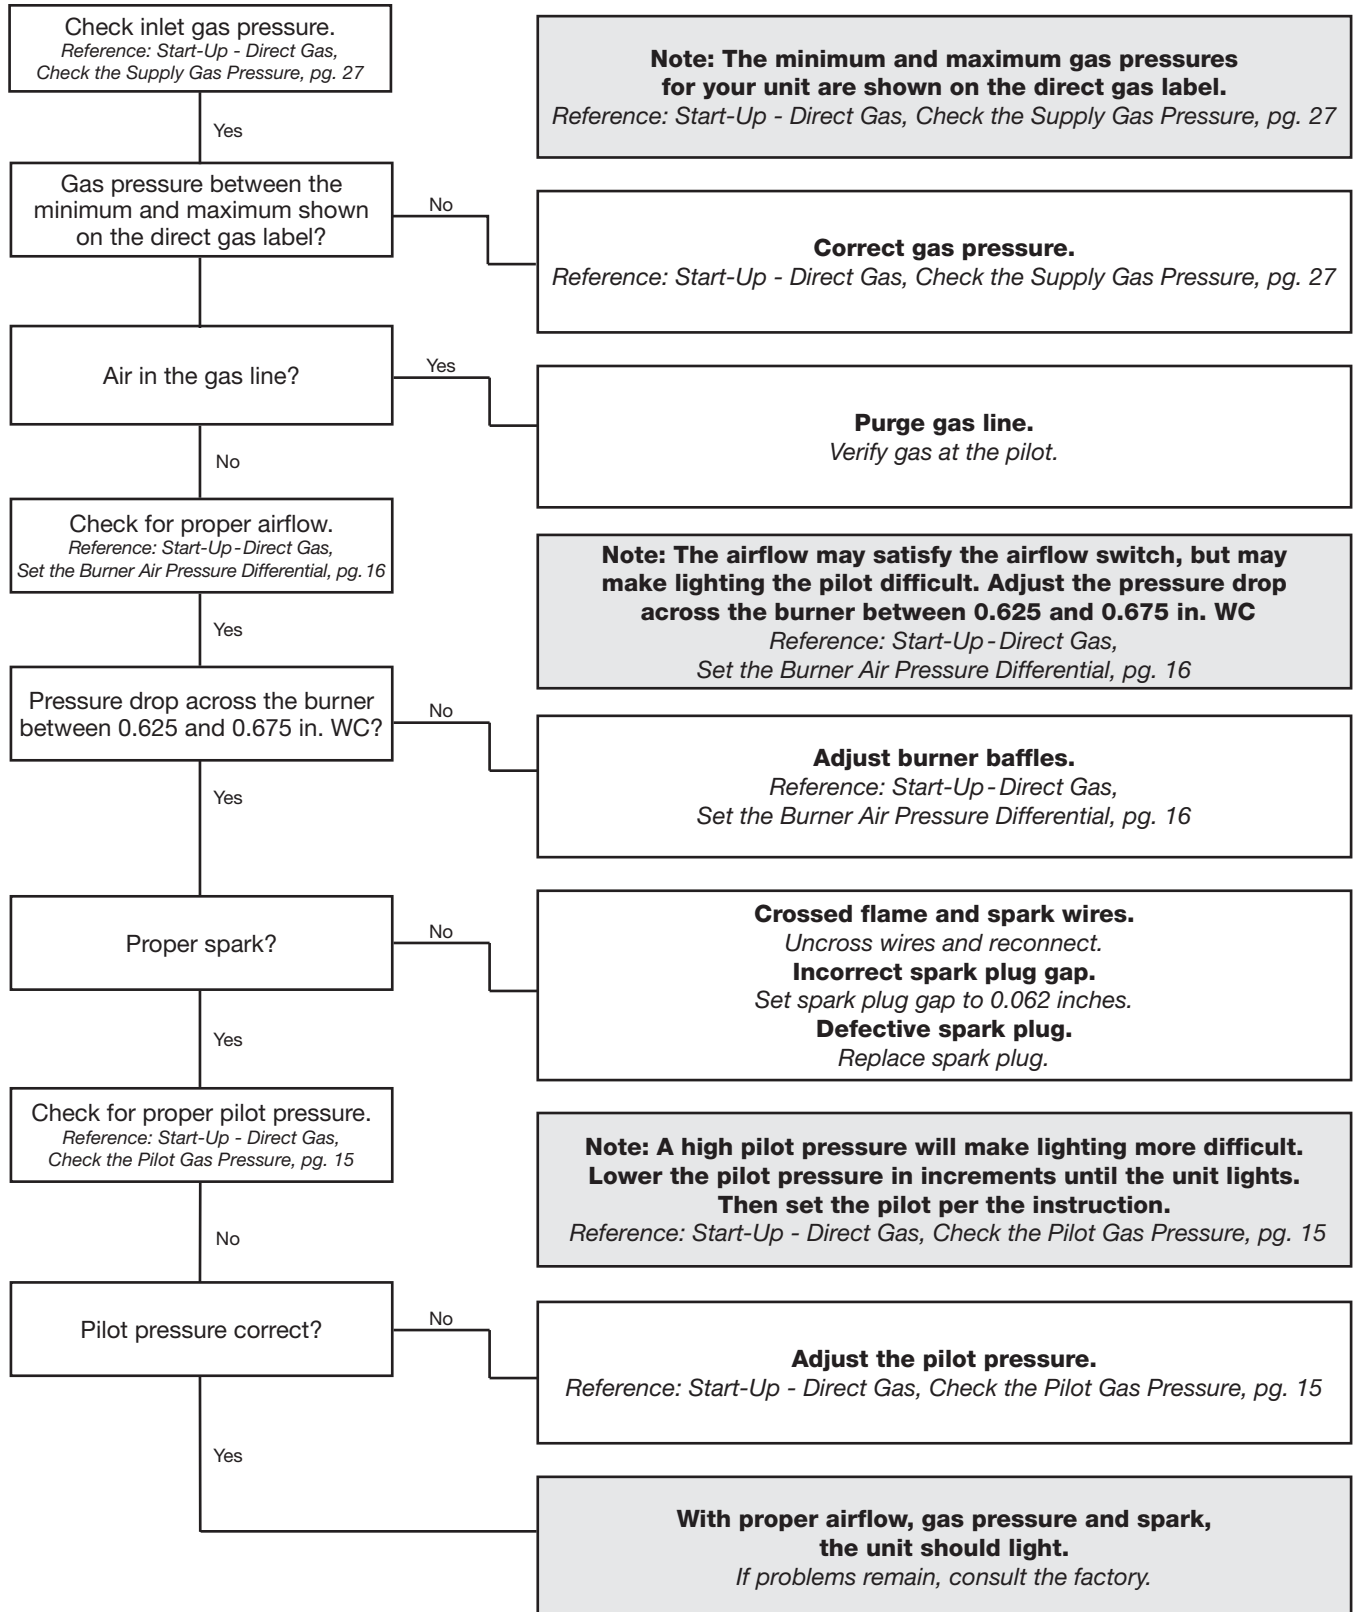 Check inlet gas pressure.
Reference: Start-Up - Direct Gas,
Check the Supply Gas Pressure, pg. 27
Note: The minimum and maximum gas pressures
for your unit are shown on the direct gas label.
Reference: Start-Up - Direct Gas, Check the Supply Gas Pressure, pg. 27
Yes
Gas pressure between the
minimum and maximum shown
on the direct gas label?
No
Correct gas pressure.
Reference: Start-Up - Direct Gas, Check the Supply Gas Pressure, pg. 27
Air in the gas line?
Yes
Purge gas line.
Verify gas at the pilot.
No
Check for proper airflow.
Reference: Start-Up - Direct Gas,
Set the Burner Air Pressure Differential, pg. 16
Note: The airflow may satisfy the airflow switch, but may
make lighting the pilot difficult. Adjust the pressure drop
across the burner between 0.625 and 0.675 in. WC
Reference: Start-Up - Direct Gas,
Set the Burner Air Pressure Differential, pg. 16
Yes
Pressure drop across the burner
between 0.625 and 0.675 in. WC?
No
Adjust burner baffles.
Reference: Start-Up - Direct Gas,
Set the Burner Air Pressure Differential, pg. 16
Yes
Proper spark?
No
Crossed flame and spark wires.
Uncross wires and reconnect.
Incorrect spark plug gap.
Set spark plug gap to 0.062 inches.
Defective spark plug.
Replace spark plug.
Yes
Check for proper pilot pressure.
Reference: Start-Up - Direct Gas,
Check the Pilot Gas Pressure, pg. 15
Note: A high pilot pressure will make lighting more difficult.
Lower the pilot pressure in increments until the unit lights.
Then set the pilot per the instruction.
Reference: Start-Up - Direct Gas, Check the Pilot Gas Pressure, pg. 15
No
Pilot pressure correct?
No
Adjust the pilot pressure.
Reference: Start-Up - Direct Gas, Check the Pilot Gas Pressure, pg. 15
Yes
With proper airflow, gas pressure and spark,
the unit should light.
If problems remain, consult the factory.